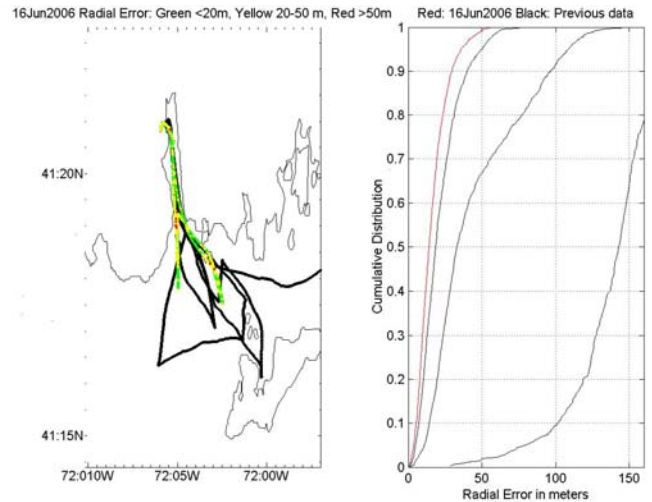 16Jun2006 Radial Error: Green <20m, Yellow 20-50 m, Red >50m
41:20N
41:15N
72:010W
72:05W
72:00W
Red: 16Jun2006 Black: Previous data
Cumulative Distribution
1
0.9
0.8
0.7
0.6
0.5
0.4
0.3
0.2
0.1
0
0
50
100
150
Radial Error in meters